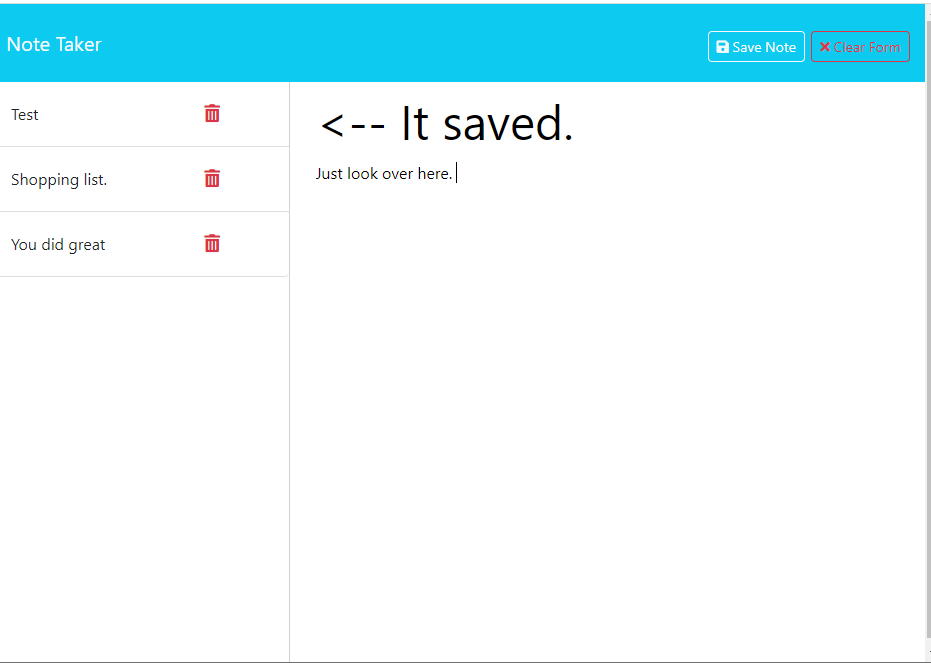 Note Taker
Save Note
Clear Form
Test
Shopping list.
You did great
<-- It saved.
Just look over here.